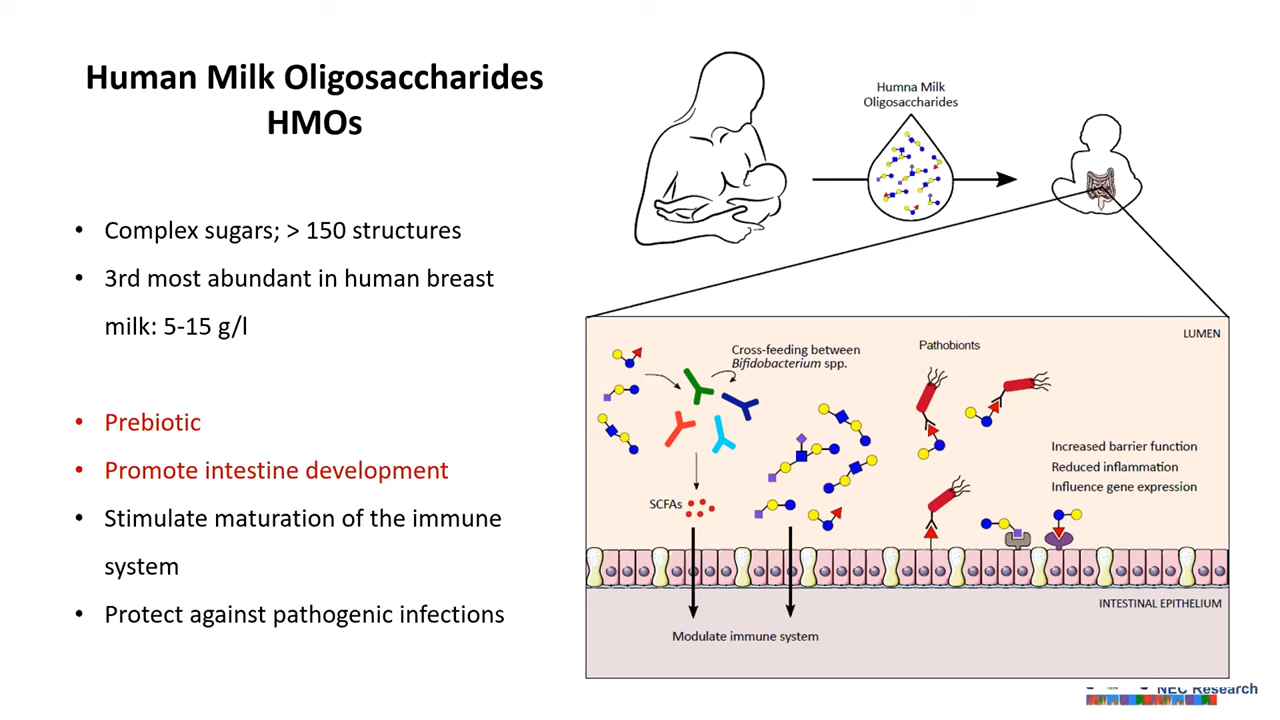 Human Milk Oligosaccharides
HMOs
• Complex sugars; > 150 structures
• 3rd most abundant in human breast
milk: 5-15 g/l
• Prebiotic
• Promote intestine development
• Stimulate maturation of the immune
system
• Protect against pathogenic infections
Humna Milk
Oligosaccharides
LUMEN
Cross-feeding between
Bifidobacterium spp.
Pathobionts
Increased barrier function
Reduced inflammation
Influence gene expression
SCFAs
INTESTINAL EPITHELIUM
Modulate immune system
NEC Research